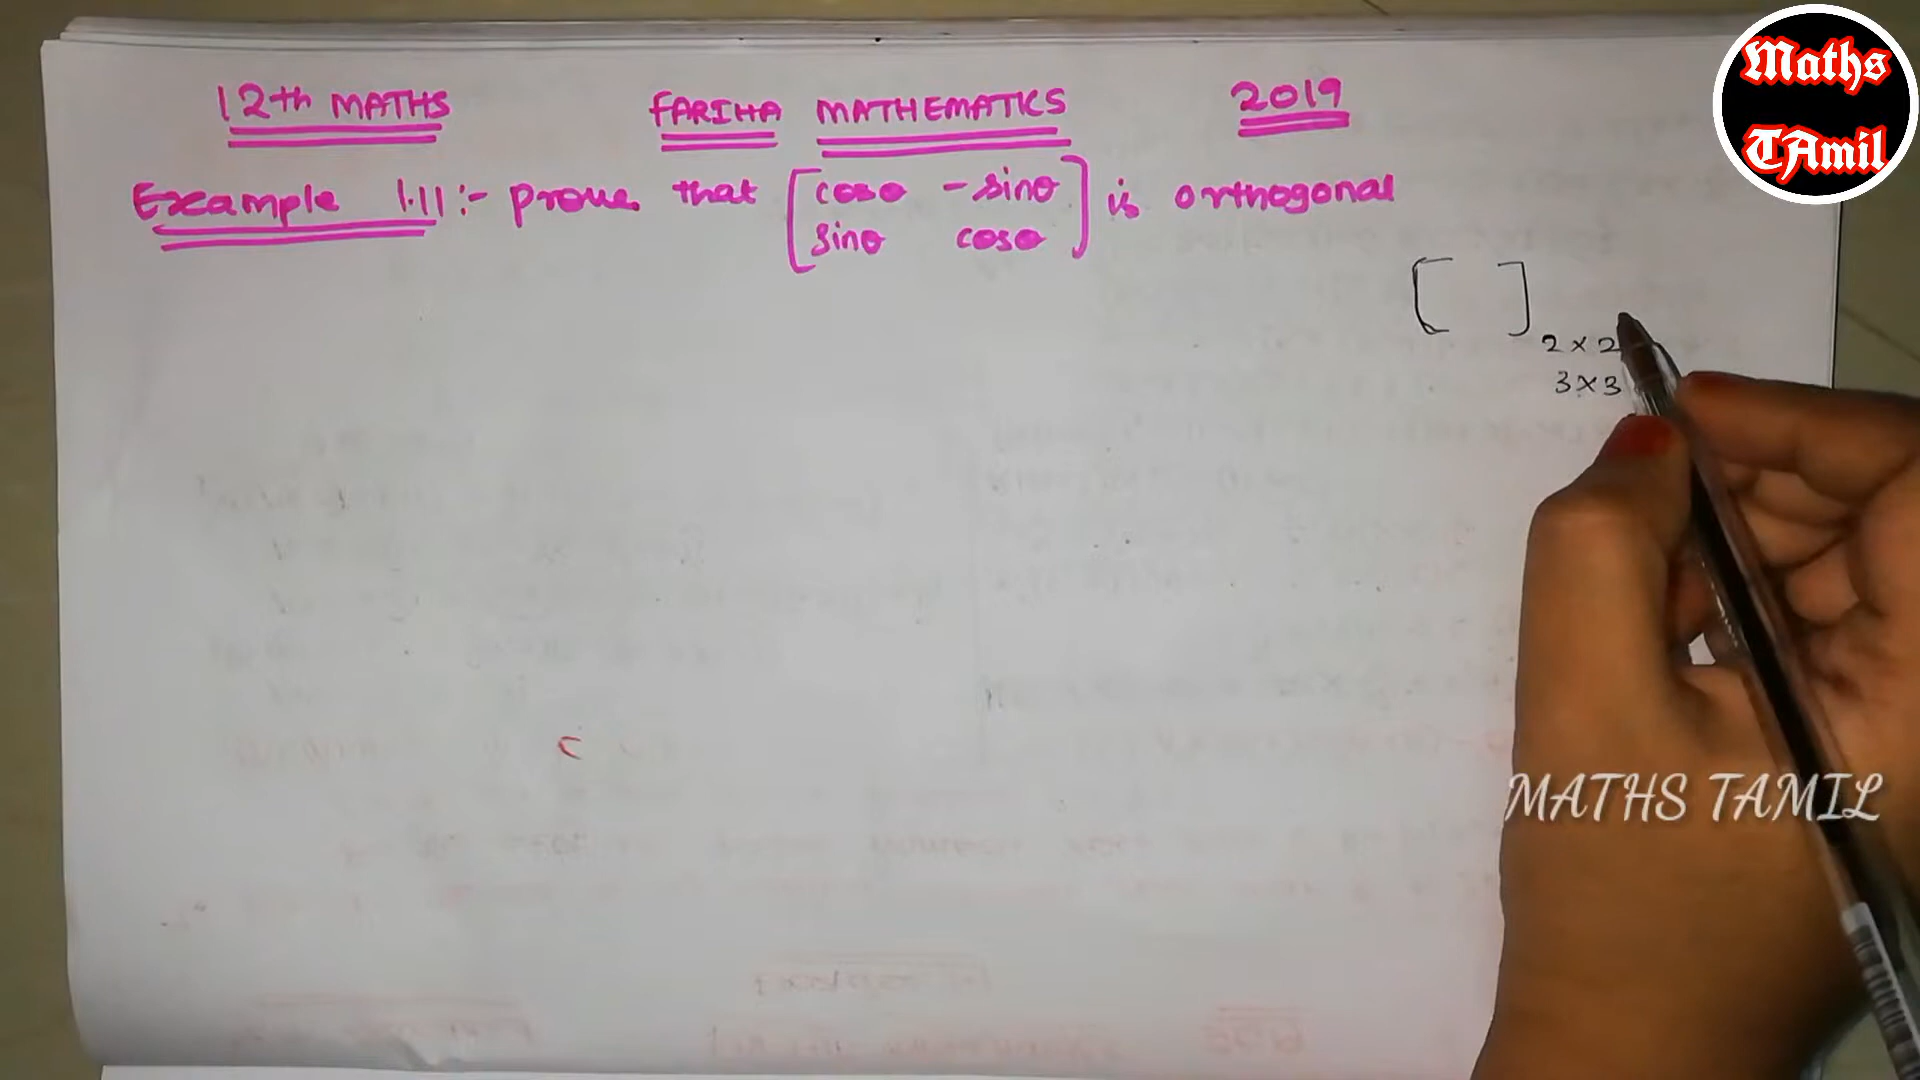 12th MATHS FARIHA MATHEMATICS 2019
Maths
TAmil
Example 1.11:- prove that [cosθ -sinθ] is orthogonal
[sinθ cosθ]
[ ]
2 × 2
3 × 3
MATHS TAMIL